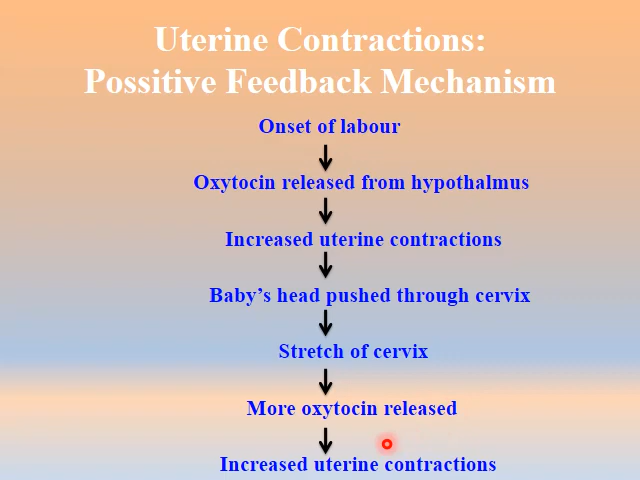 Uterine Contractions:
Possitive Feedback Mechanism
Onset of labour
Oxytocin released from hypothalmus
Increased uterine contractions
Baby’s head pushed through cervix
Stretch of cervix
More oxytocin released
Increased uterine contractions